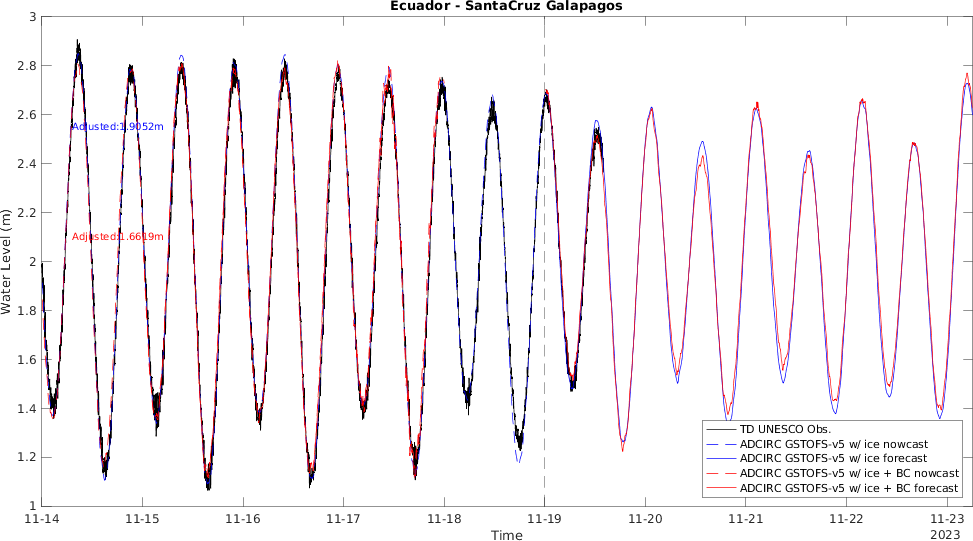 Ecuador - SantaCruz Galapagos
3
2.8
2.6
2.4
2.2
2
1.8
1.6
1.4
1.2
1
Water Level (m)
Adjusted:1.9052m
Adjusted:1.6619m
TD UNESCO Obs.
ADCIRC GSTOFS-v5 w/ ice nowcast
ADCIRC GSTOFS-v5 w/ ice forecast
ADCIRC GSTOFS-v5 w/ ice + BC nowcast
ADCIRC GSTOFS-v5 w/ ice + BC forecast
11-14 11-15 11-16 11-17 11-18 11-19 11-20 11-21 11-22 11-23
2023
Time